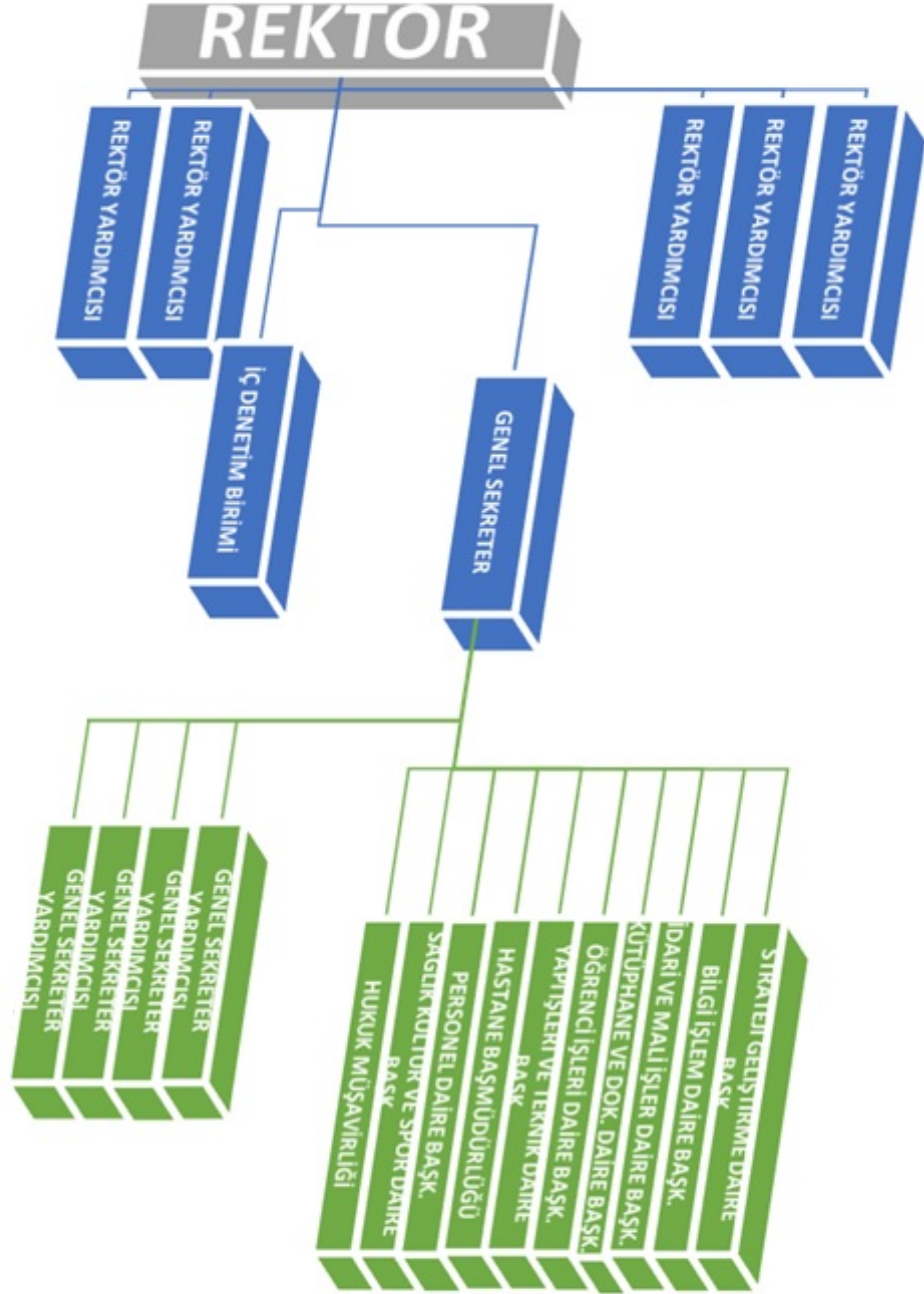 REKTÖR
REKTÖR YARDIMCISI
REKTÖR YARDIMCISI
REKTÖR YARDIMCISI
REKTÖR YARDIMCISI
REKTÖR YARDIMCISI
İÇ DENETİM BİRİMİ
GENEL SEKRETER
GENEL SEKRETER
YARDIMCISI
GENEL SEKRETER
YARDIMCISI
GENEL SEKRETER
YARDIMCISI
GENEL SEKRETER
YARDIMCISI
HUKUK MÜŞAVİRLİĞİ
SAĞLIK KÜLTÜR VE SPOR DAİRE
BAŞK
PERSONEL DAİRE BAŞK.
HASTANE BAŞMÜDÜRLÜĞÜ
YAPI İŞLERİ VE TEKNİK DAİRE
BAŞK
ÖĞRENCİ İŞLERİ DAİRE BAŞK.
KÜTÜPHANE VE DOK. DAİRE BAŞK.
İDARİ VE MALİ İŞLER DAİRE BAŞK.
BİLGİ İŞLEM DAİRE BAŞK.
STRATEJİ GELİŞTİRME DAİRE
BAŞK